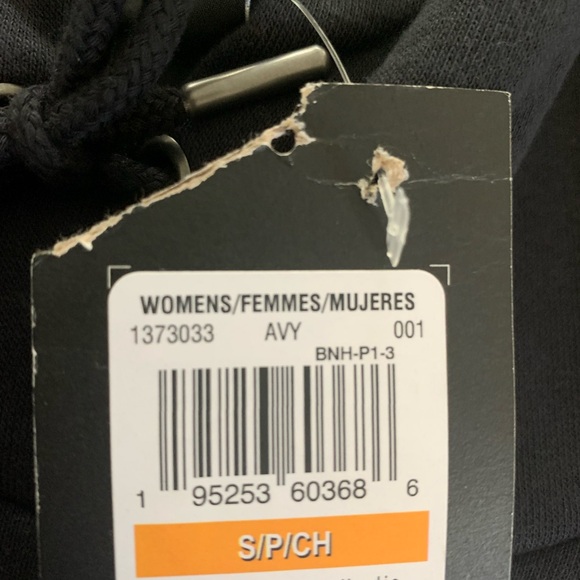 WOMENS/FEMMES/MUJERES
1373033 AVY 001
BNH-P1-3
1 95253 60368 6
S/P/CH